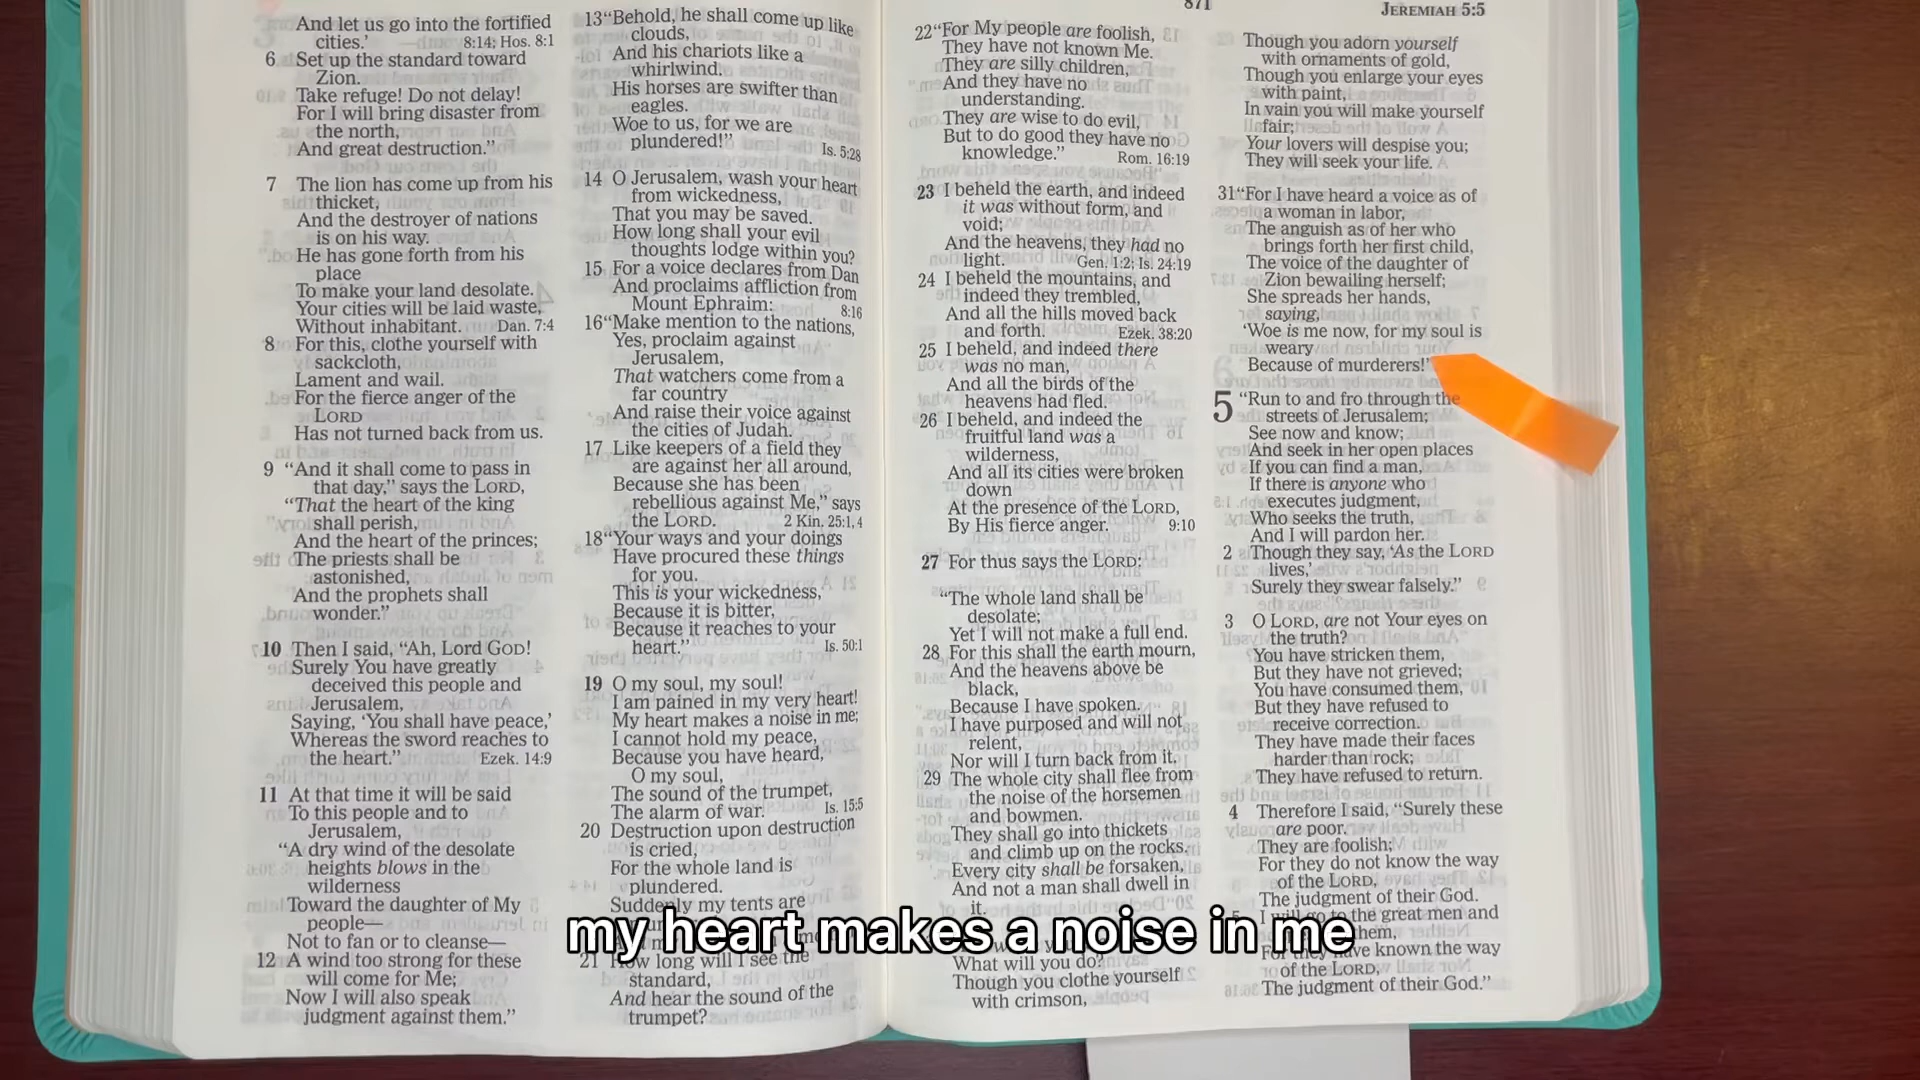 And let us go into the fortified
cities.’ 8:14; Hos. 8:1
6 Set up the standard toward
Zion.
Take refuge! Do not delay!
For I will bring disaster from
the north,
And great destruction.”
7 The lion has come up from his
thicket,
And the destroyer of nations
is on his way.
He has gone forth from his
place
To make your land desolate.
Your cities will be laid waste,
Without inhabitant. Dan. 7:4
8 For this, clothe yourself with
sackcloth,
Lament and wail.
For the fierce anger of the
LORD
Has not turned back from us.
9 “And it shall come to pass in
that day,” says the LORD,
“That the heart of the king
shall perish,
And the heart of the princes;
The priests shall be
astonished,
And the prophets shall
wonder.”
10 Then I said, “Ah, Lord GOD!
Surely You have greatly
deceived this people and
Jerusalem,
Saying, ‘You shall have peace,’
Whereas the sword reaches to
the heart.” Ezek. 14:9
11 At that time it will be said
To this people and to
Jerusalem,
“A dry wind of the desolate
heights blows in the
wilderness
Toward the daughter of My
people—
Not to fan or to cleanse—
12 A wind too strong for these
will come for Me;
Now I will also speak
judgment against them.”
13 “Behold, he shall come up like
clouds,
And his chariots like a
whirlwind.
His horses are swifter than
eagles.
Woe to us, for we are
plundered!” Is. 5:28
14 O Jerusalem, wash your heart
from wickedness,
That you may be saved.
How long shall your evil
thoughts lodge within you?
15 For a voice declares from Dan
And proclaims affliction from
Mount Ephraim: 8:16
16 “Make mention to the nations,
Yes, proclaim against
Jerusalem,
That watchers come from a
far country
And raise their voice against
the cities of Judah.
17 Like keepers of a field they
are against her all around,
Because she has been
rebellious against Me,” says
the LORD. 2 Kin. 25:1, 4
18 “Your ways and your doings
Have procured these things
for you.
This is your wickedness,
Because it is bitter,
Because it reaches to your
heart.” Is. 50:1
19 O my soul, my soul!
I am pained in my very heart!
My heart makes a noise in me;
I cannot hold my peace,
Because you have heard,
O my soul,
The sound of the trumpet,
The alarm of war. Is. 15:5
20 Destruction upon destruction
is cried,
For the whole land is
plundered.
Suddenly my tents are
21 How long will I see the
standard,
And hear the sound of the
trumpet?
871 JEREMIAH 5:5
22 “For My people are foolish,
They have not known Me.
They are silly children,
And they have no
understanding.
They are wise to do evil,
But to do good they have no
knowledge.” Rom. 16:19
23 I beheld the earth, and indeed
it was without form, and
void;
And the heavens, they had no
light. Gen. 1:2; Is. 24:19
24 I beheld the mountains, and
indeed they trembled,
And all the hills moved back
and forth. Ezek. 38:20
25 I beheld, and indeed there
was no man,
And all the birds of the
heavens had fled.
26 I beheld, and indeed the
fruitful land was a
wilderness,
And all its cities were broken
down
At the presence of the LORD,
By His fierce anger. 9:10
27 For thus says the LORD:
“The whole land shall be
desolate;
Yet I will not make a full end.
28 For this shall the earth mourn,
And the heavens above be
black,
Because I have spoken.
I have purposed and will not
relent,
Nor will I turn back from it.
29 The whole city shall flee from
the noise of the horsemen
and bowmen.
They shall go into thickets
and climb up on the rocks.
Every city shall be forsaken,
And not a man shall dwell in
it.
What will you do?
Though you clothe yourself
with crimson,
Though you adorn yourself
with ornaments of gold,
Though you enlarge your eyes
with paint,
In vain you will make yourself
fair;
Your lovers will despise you;
They will seek your life.
31 “For I have heard a voice as of
a woman in labor,
The anguish as of her who
brings forth her first child,
The voice of the daughter of
Zion bewailing herself;
She spreads her hands,
saying,
‘Woe is me now, for my soul is
weary
Because of murderers!’
5 “Run to and fro through the
streets of Jerusalem;
See now and know;
And seek in her open places
If you can find a man,
If there is anyone who
executes judgment,
Who seeks the truth,
And I will pardon her.
2 Though they say, ‘As the LORD
lives,’
Surely they swear falsely.”
3 O LORD, are not Your eyes on
the truth?
You have stricken them,
But they have not grieved;
You have consumed them,
But they have refused to
receive correction.
They have made their faces
harder than rock;
They have refused to return.
4 Therefore I said, “Surely these
are poor.
They are foolish;
For they do not know the way
of the LORD,
The judgment of their God.
I to the great men and
them,
For have known the way
of the LORD,
The judgment of their God.”
my heart makes a noise in me